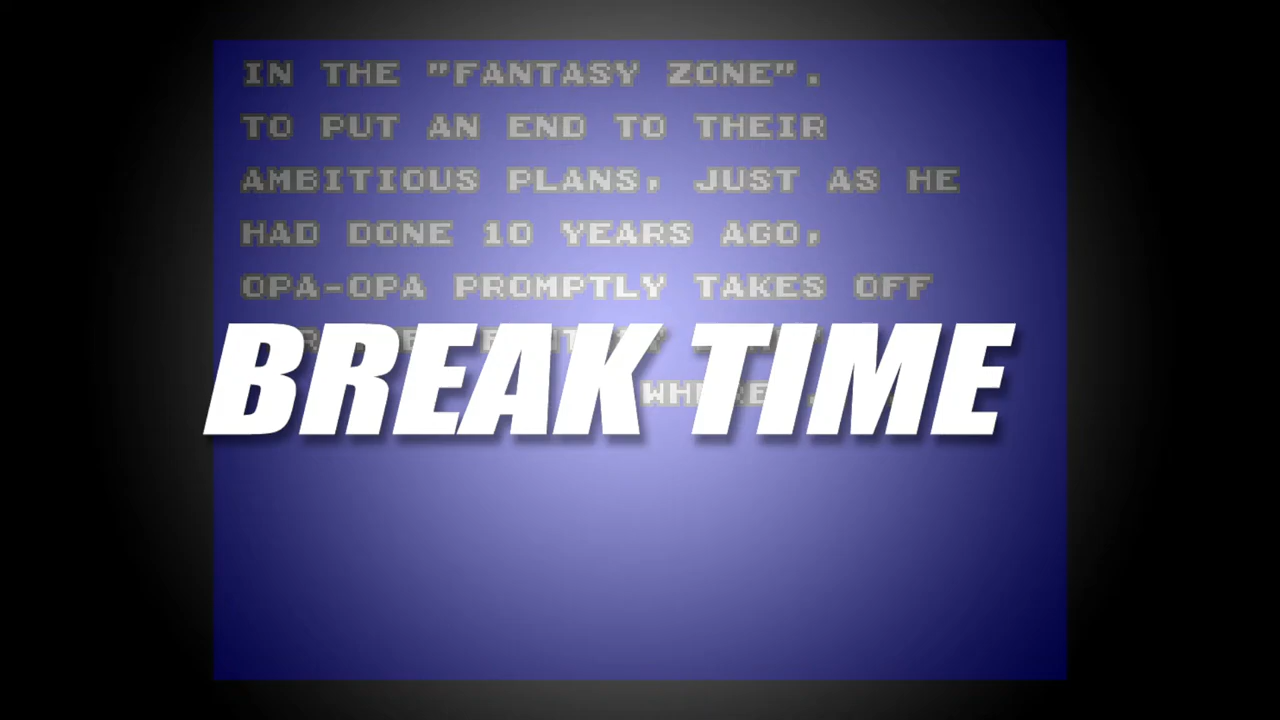 IN THE "FANTASY ZONE".
TO PUT AN END TO THEIR
AMBITIOUS PLANS, JUST AS HE
HAD DONE 10 YEARS AGO,
OPA-OPA PROMPTLY TAKES OFF
BREAK TIME